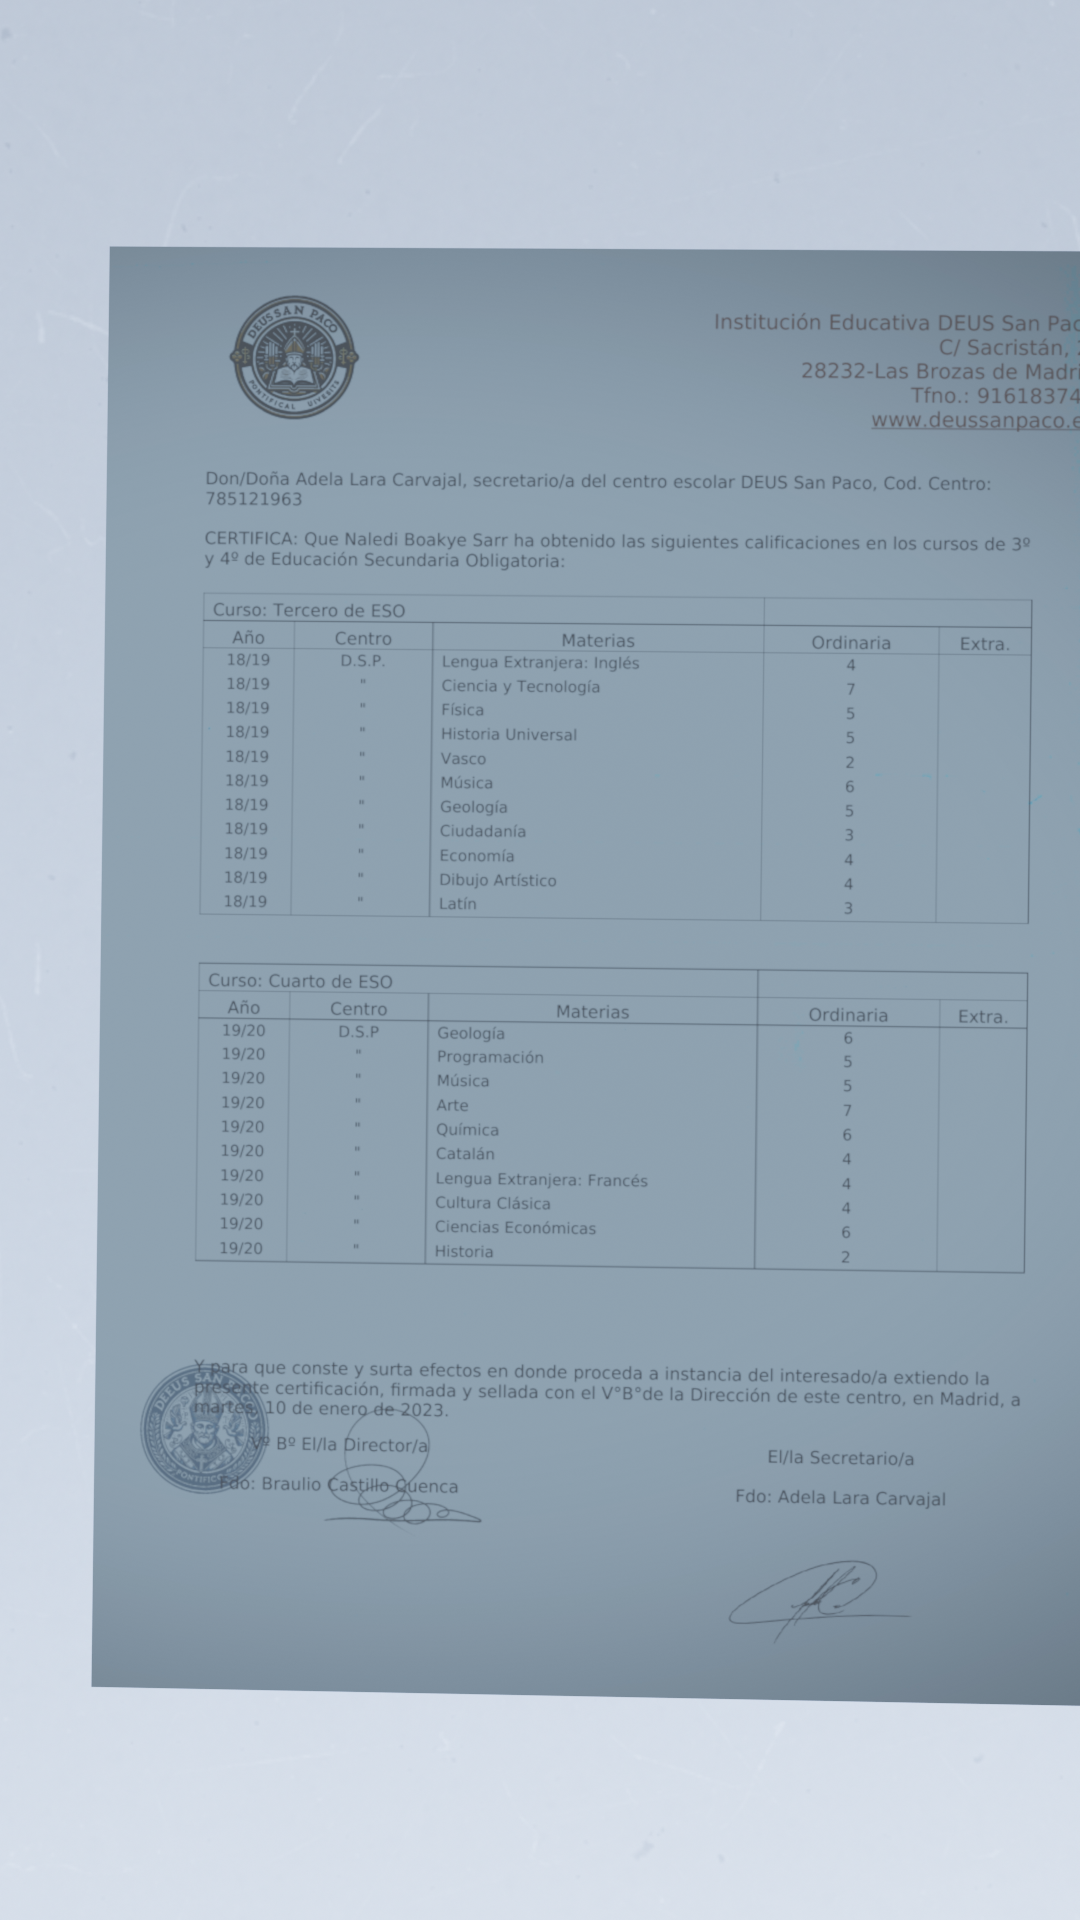 DEUS SAN PACO
PONTIFICAL
Institución Educativa DEUS San
C/ Sacristán,
28232-Las Brozas de
Tfno.:
Don/Doña Adela Lara Carvajal, secretario/a del centro escolar DEUS San Paco, Cod. Centro:
785121963
CERTIFICA: Que Naledi Boakye Sarr ha obtenido las siguientes calificaciones en los cursos de 3º
y 4º de Educación Secundaria Obligatoria:
Curso: Tercero de ESO
Año Centro Materias Ordinaria Extra.
18/19 D.S.P. Lengua Extranjera: Inglés 4
18/19 " Ciencia y Tecnología 7
18/19 " Física 5
18/19 " Historia Universal 5
18/19 " Vasco 2
18/19 " Música 6
18/19 " Geología 5
18/19 " Ciudadanía 3
18/19 " Economía 4
18/19 " Dibujo Artístico 4
18/19 " Latín 3
Curso: Cuarto de ESO
Año Centro Materias Ordinaria Extra.
19/20 D.S.P Geología 6
19/20 " Programación 5
19/20 " Música 5
19/20 " Arte 7
19/20 " Química 6
19/20 " Catalán 4
19/20 " Lengua Extranjera: Francés 4
19/20 " Cultura Clásica 4
19/20 " Ciencias Económicas 6
19/20 " Historia 2
Y para que conste y surta efectos en donde proceda a instancia del interesado/a extiendo la
presente certificación, firmada y sellada con el V°B°de la Dirección de este centro, en Madrid, a
martes, 10 de enero de 2023.
Vº Bº El/la Director/a El/la Secretario/a
Fdo: Braulio Castillo Cuenca Fdo: Adela Lara Carvajal
DEUS SAN PACO